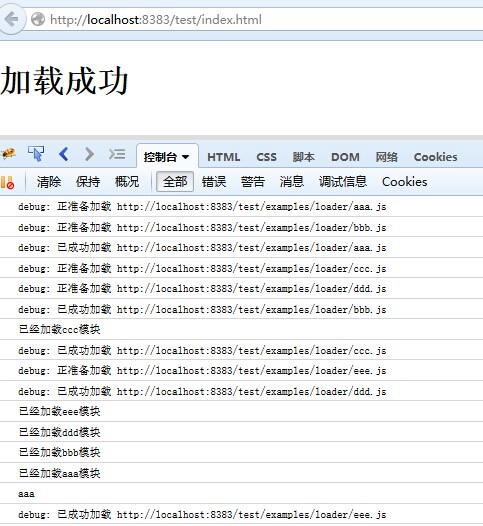 http://localhost:8383/test/index.html
加载成功
控制台 HTML CSS 脚本 DOM 网络 Cookies
清除 保持 概况 全部 错误 警告 消息 调试信息 Cookies
debug: 正准备加载 http://localhost:8383/test/examples/loader/aaa.js
debug: 正准备加载 http://localhost:8383/test/examples/loader/bbb.js
debug: 已成功加载 http://localhost:8383/test/examples/loader/aaa.js
debug: 正准备加载 http://localhost:8383/test/examples/loader/ccc.js
debug: 正准备加载 http://localhost:8383/test/examples/loader/ddd.js
debug: 已成功加载 http://localhost:8383/test/examples/loader/bbb.js
已经加载ccc模块
debug: 已成功加载 http://localhost:8383/test/examples/loader/ccc.js
debug: 正准备加载 http://localhost:8383/test/examples/loader/eee.js
debug: 已成功加载 http://localhost:8383/test/examples/loader/ddd.js
已经加载eee模块
已经加载ddd模块
已经加载bbb模块
已经加载aaa模块
aaa
debug: 已成功加载 http://localhost:8383/test/examples/loader/eee.js